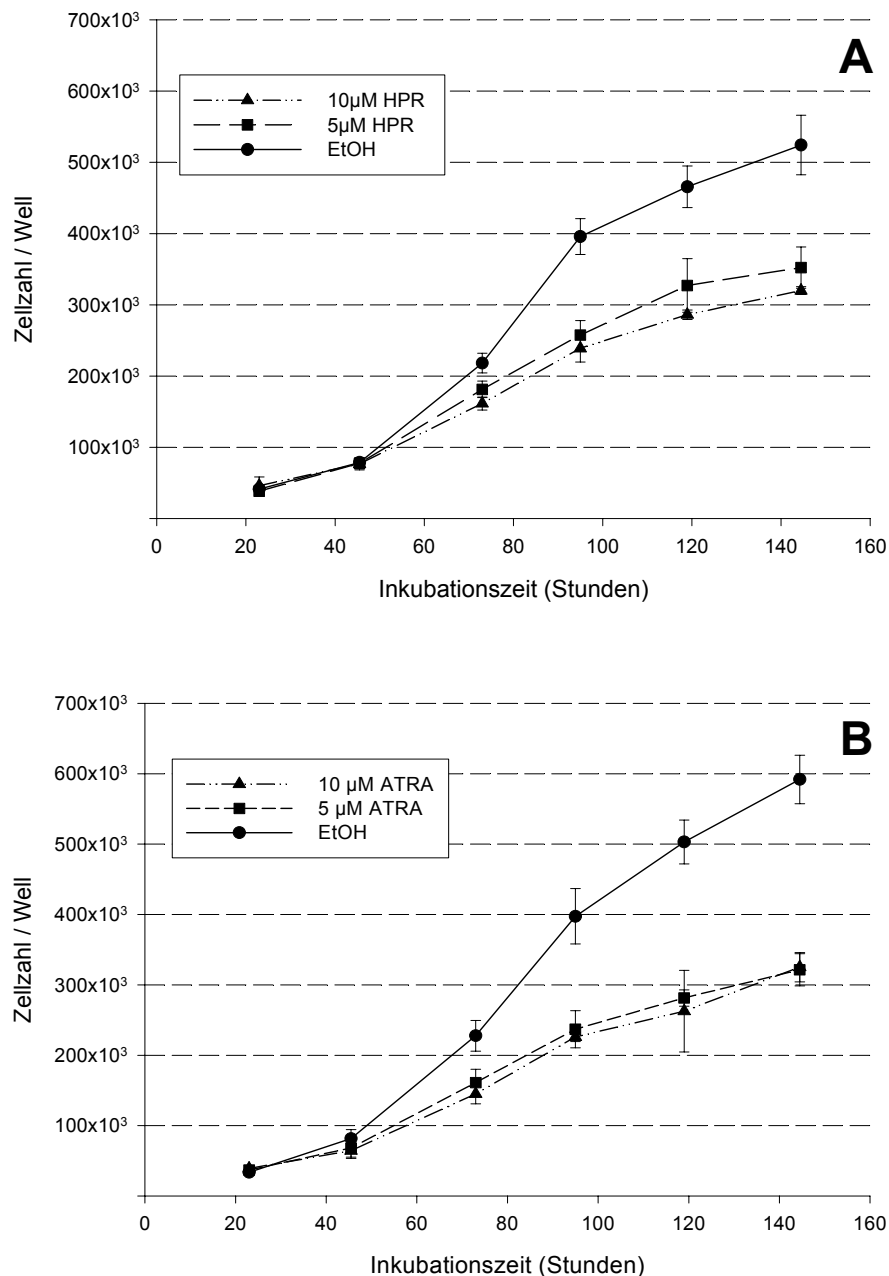 700x10³
A
600x10³
10µM HPR
5µM HPR
EtOH
500x10³
400x10³
300x10³
200x10³
100x10³
Zellzahl / Well
0 20 40 60 80 100 120 140 160
Inkubationszeit (Stunden)
700x10³
B
600x10³
10 µM ATRA
5 µM ATRA
EtOH
500x10³
400x10³
300x10³
200x10³
100x10³
Zellzahl / Well
0 20 40 60 80 100 120 140 160
Inkubationszeit (Stunden)